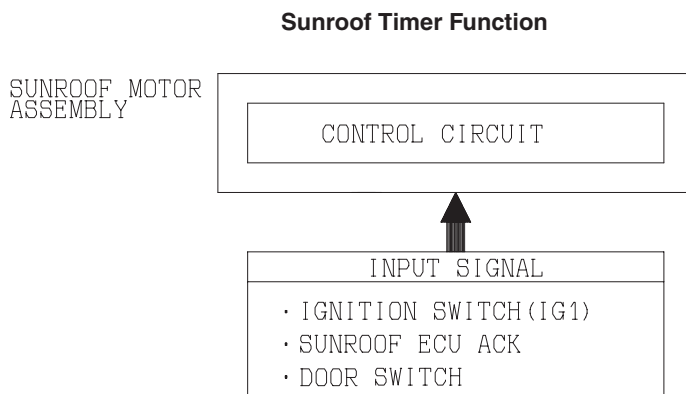 Sunroof Timer Function
SUNROOF MOTOR
ASSEMBLY
CONTROL CIRCUIT
INPUT SIGNAL
· IGNITION SWITCH(IG1)
· SUNROOF ECU ACK
· DOOR SWITCH